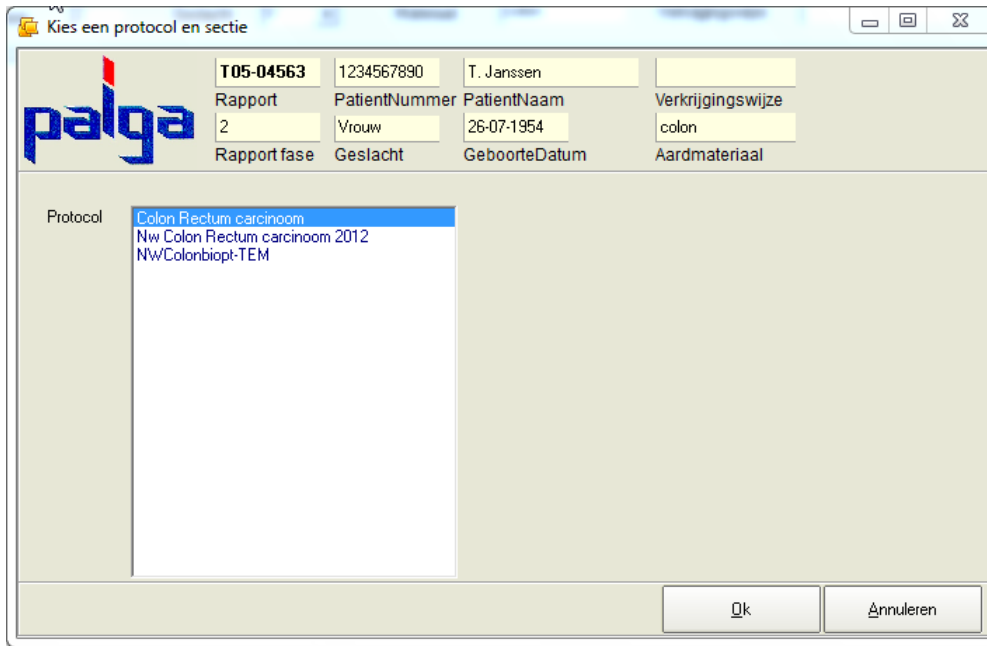 Kies een protocol en sectie
palga
T05-04563 1234567890 T. Janssen
Rapport PatientNummer PatientNaam Verkrijgingswijze
2 Vrouw 26-07-1954 colon
Rapport fase Geslacht GeboorteDatum Aardmateriaal
Protocol Colon Rectum carcinoom
Nw Colon Rectum carcinoom 2012
NWColonbiopt-TEM
Ok Annuleren